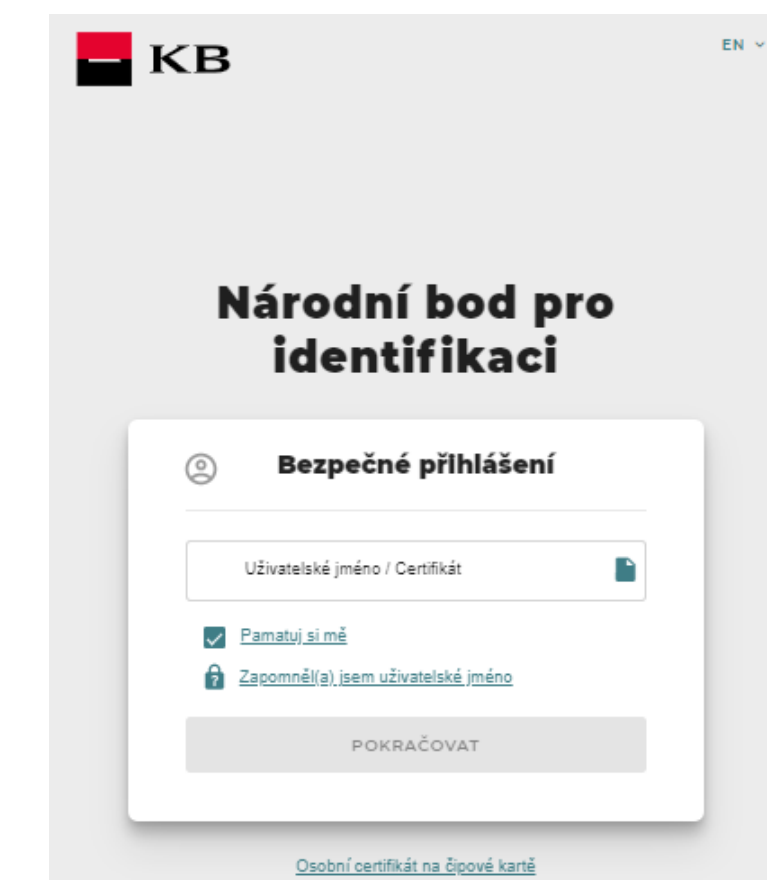 KB
EN
Národní bod pro
identifikaci
Bezpečné přihlášení
Uživatelské jméno / Certifikát
Pamatuj si mě
Zapomněl(a) jsem uživatelské jméno
POKRAČOVAT
Osobní certifikát na čipové kartě